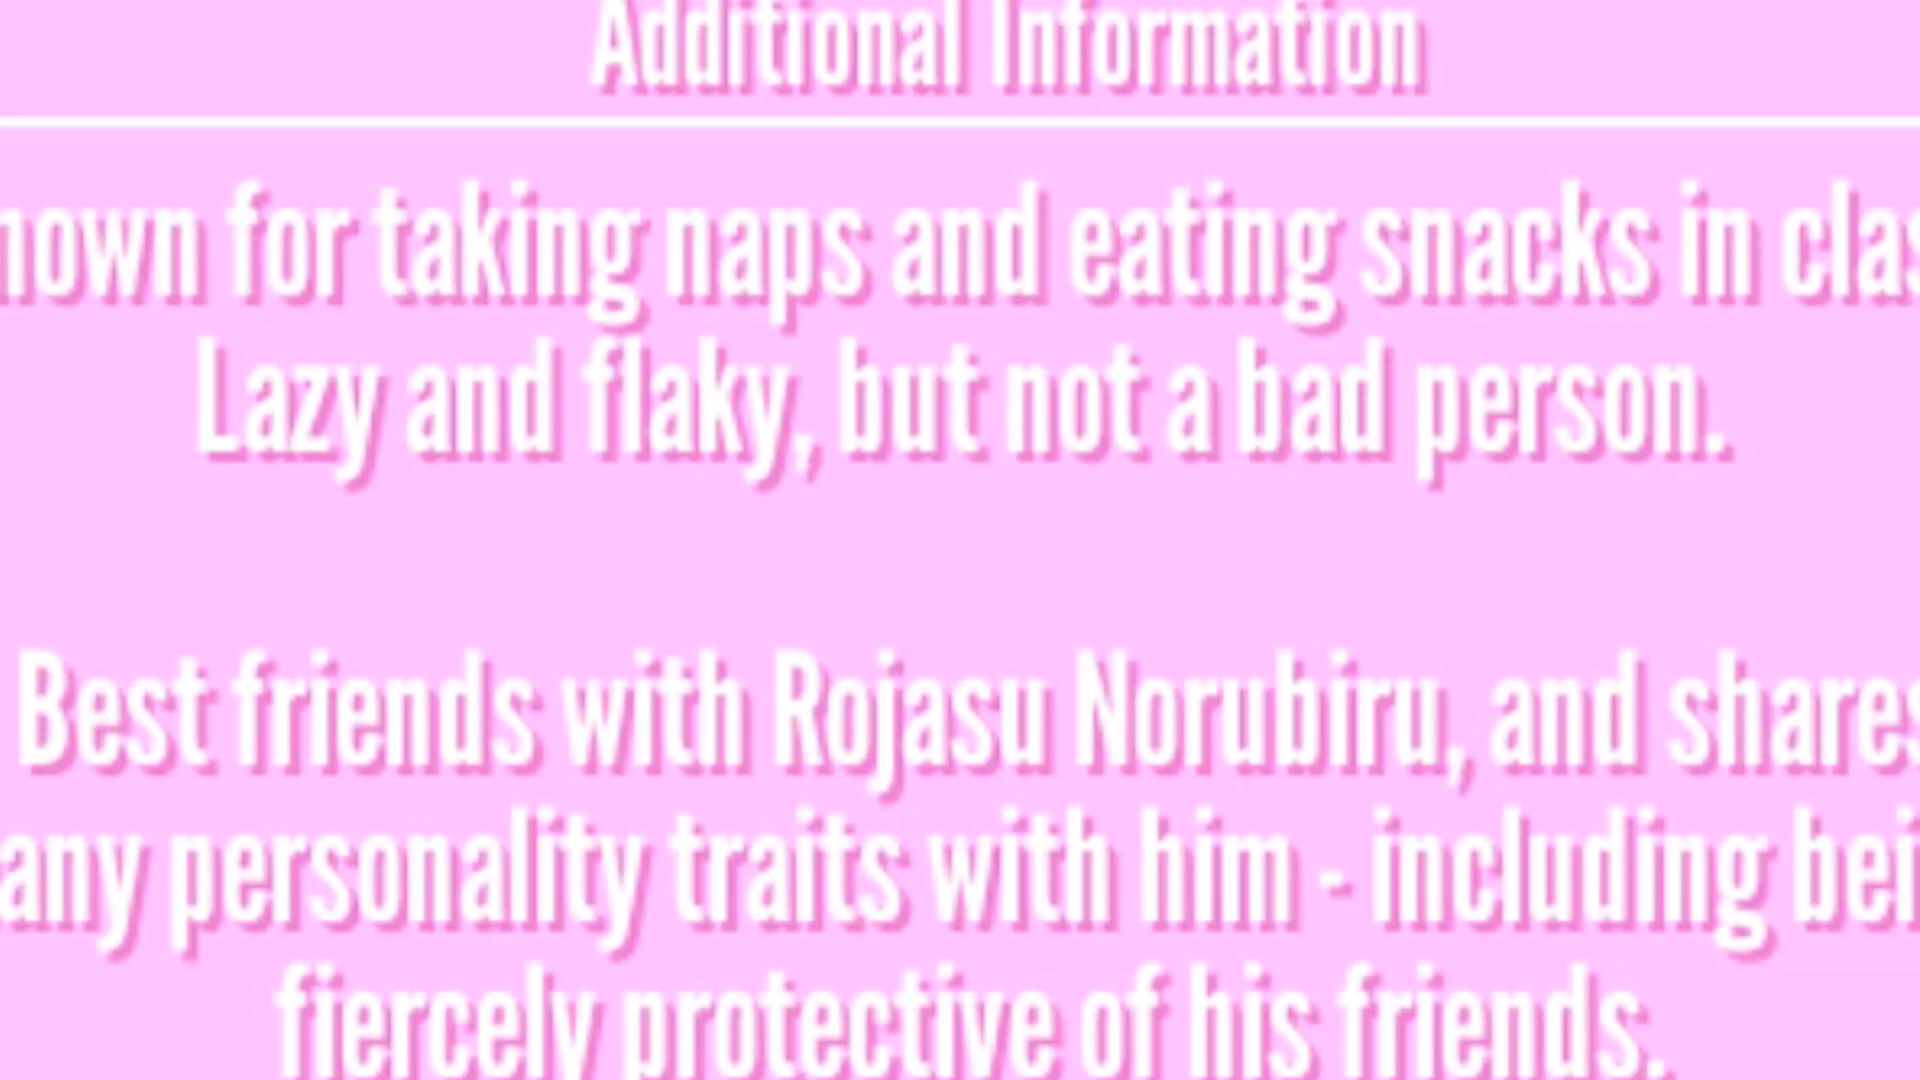 Additional Information
nown for taking naps and eating snacks in clas
Lazy and flaky, but not a bad person.
Best friends with Rojasu Norubiru, and shares
any personality traits with him - including bei
fiercely protective of his friends.